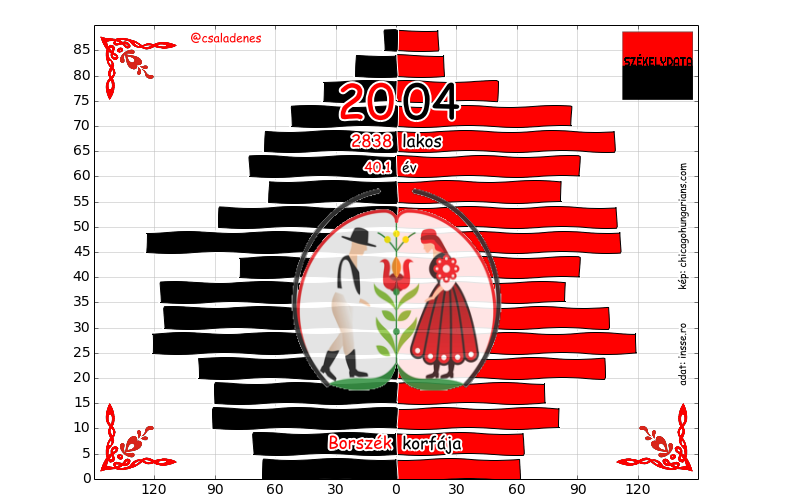 @csaladenes
SZÉKELYDATA
2004
2838 lakos
40.1 év
kép: chicagohungarians.com
adat: insse.ro
Borszék korfája
85
80
75
70
65
60
55
50
45
40
35
30
25
20
15
10
5
0
120 90 60 30 0 30 60 90 120